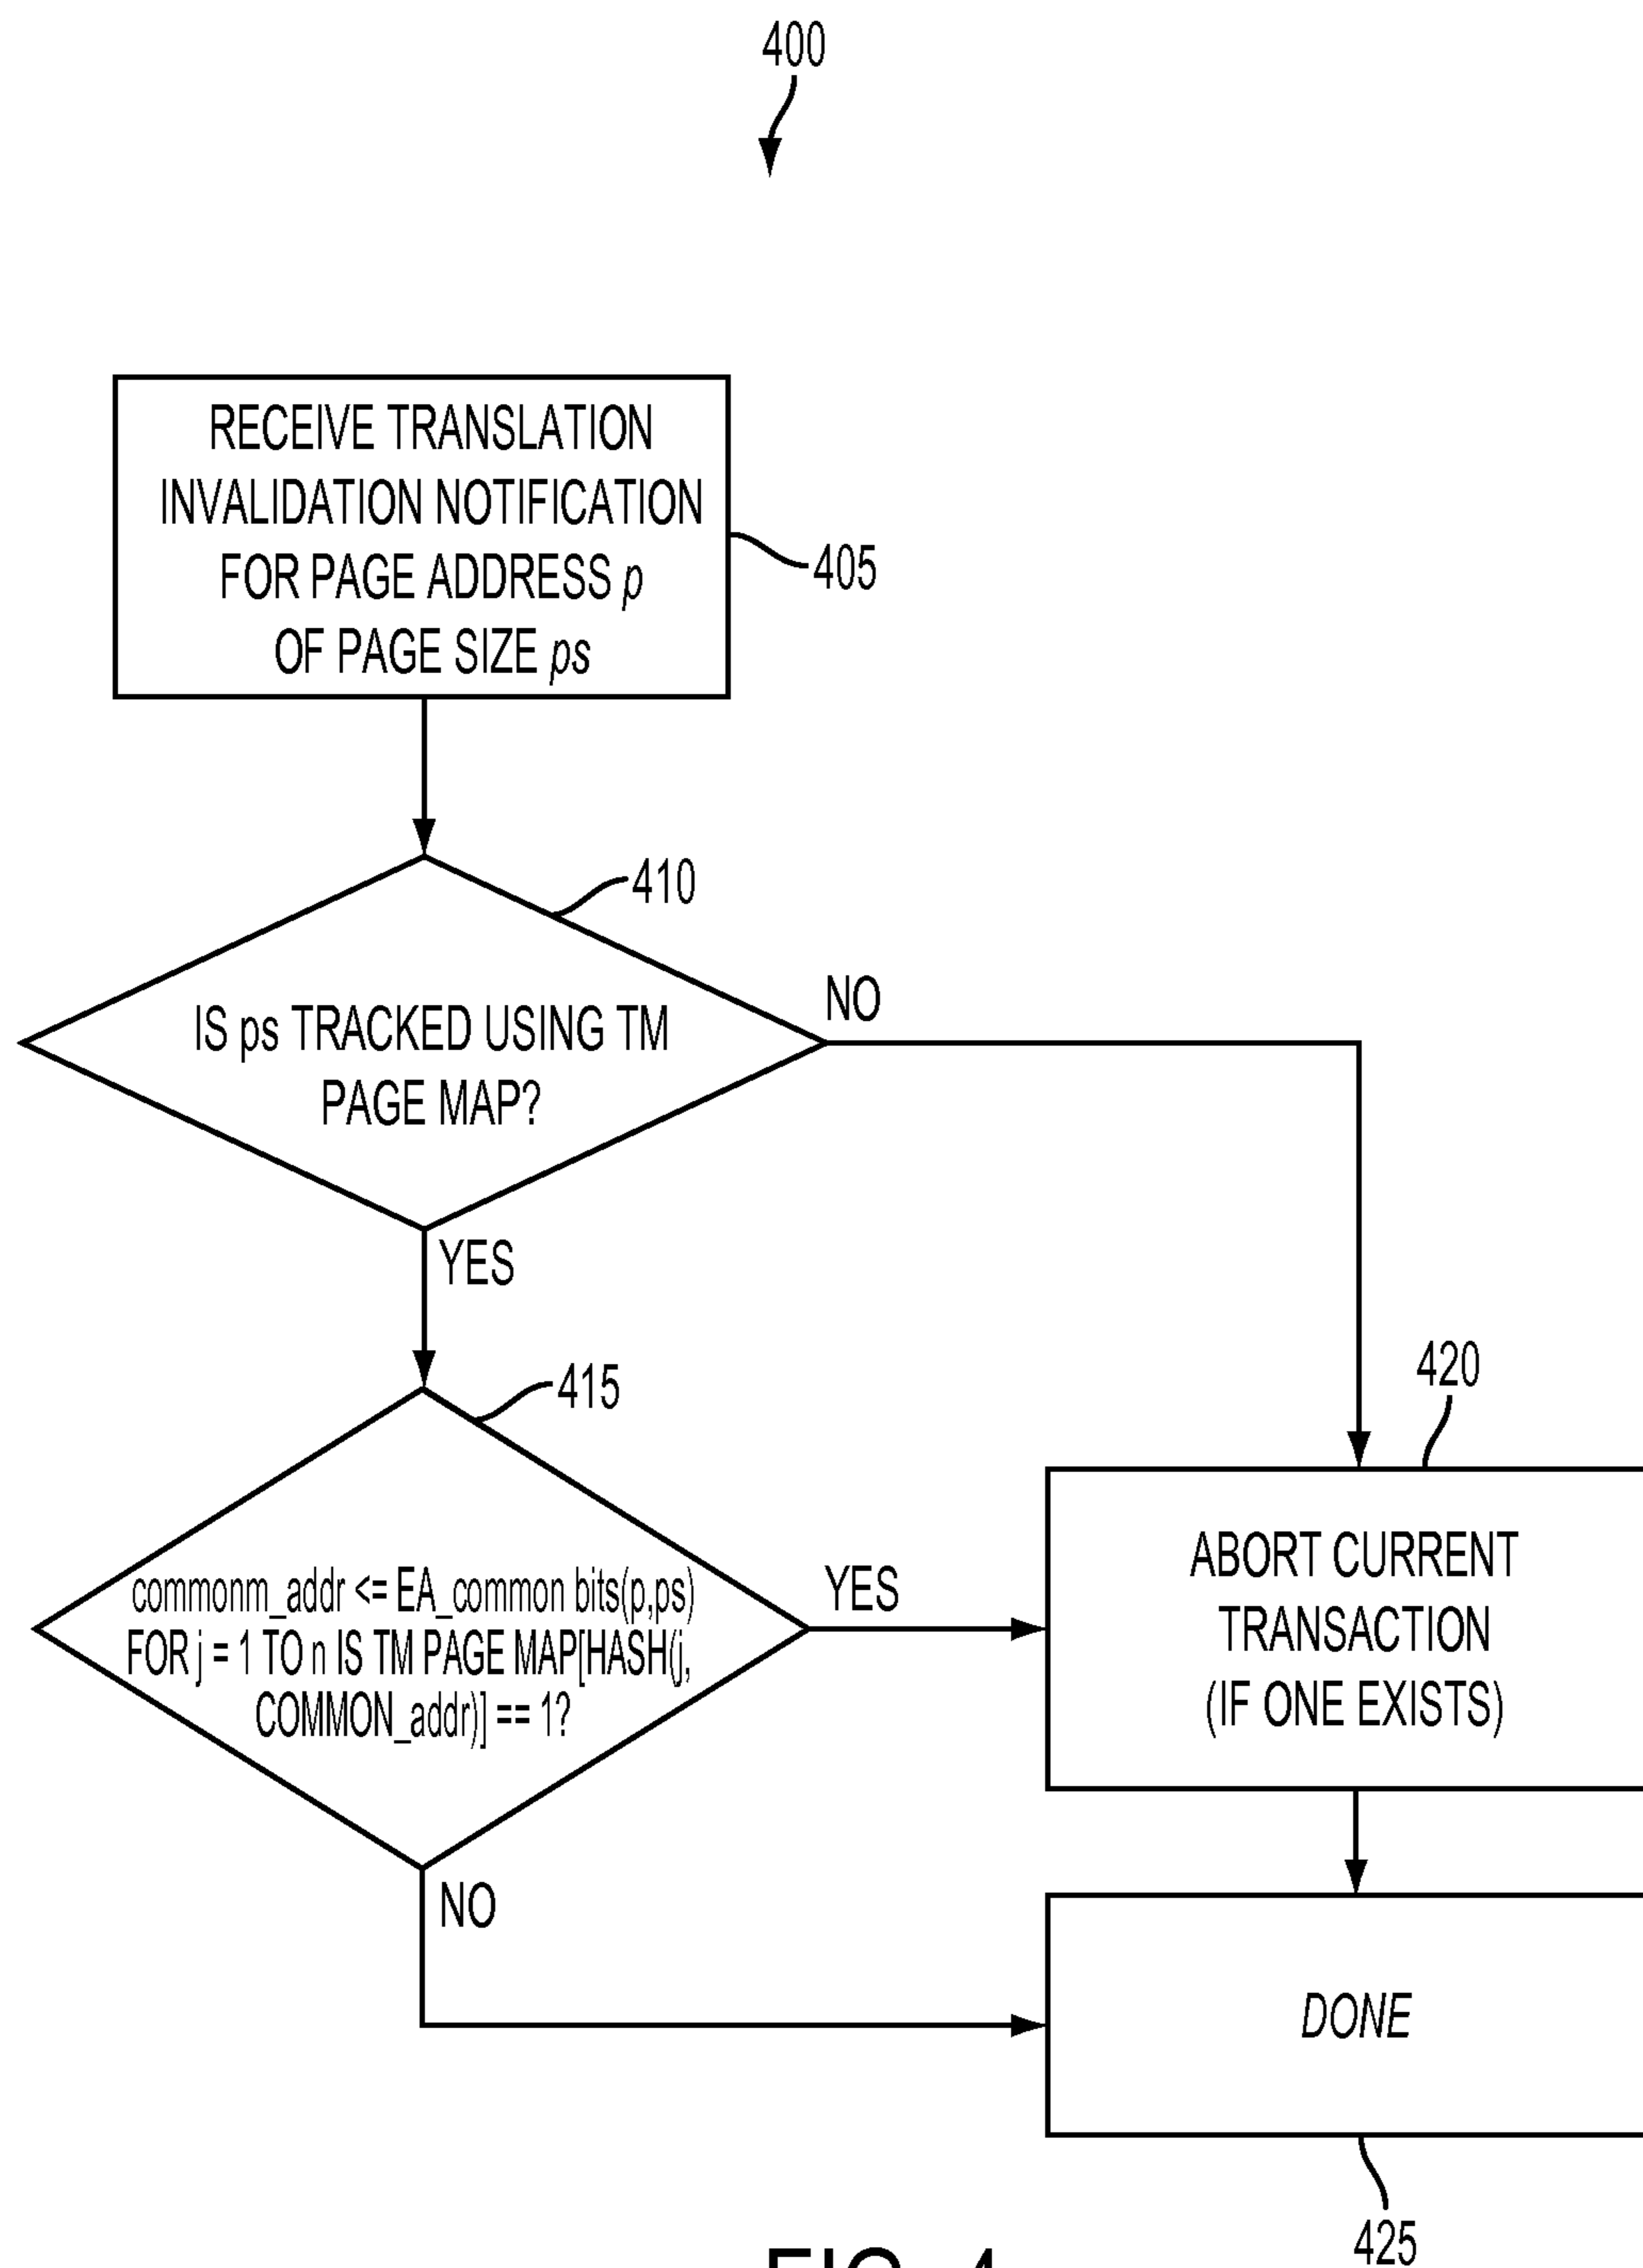 400
RECEIVE TRANSLATION
INVALIDATION NOTIFICATION
FOR PAGE ADDRESS p
OF PAGE SIZE ps
405
410
IS ps TRACKED USING TM
PAGE MAP?
NO
YES
415
commonm_addr <= EA_common bits(p,ps)
FOR j = 1 TO n IS TM PAGE MAP[HASH(j,
COMMON_addr)] == 1?
YES
NO
420
ABORT CURRENT
TRANSACTION
(IF ONE EXISTS)
DONE
425
FIG. 4